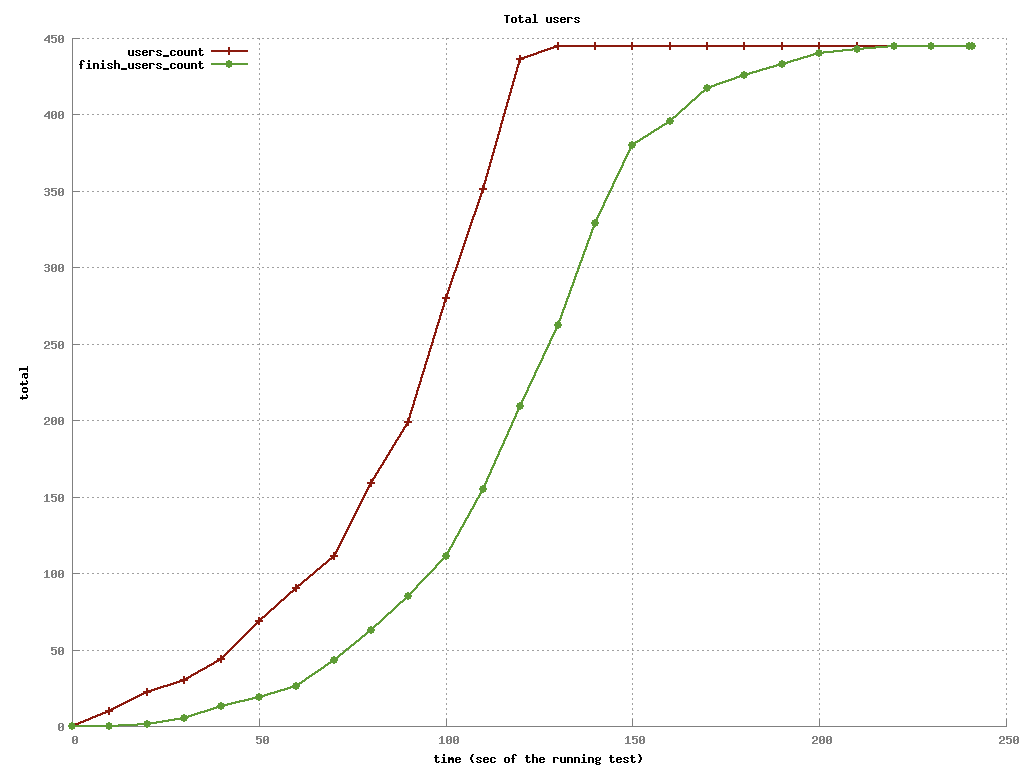 Total users
users_count
finish_users_count
450
400
350
300
250
200
150
100
50
0
total
0 50 100 150 200 250
time (sec of the running test)